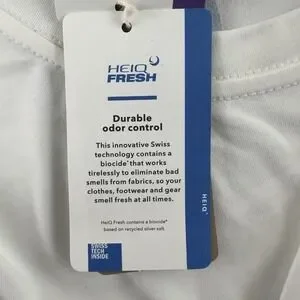 HEIQ
FRESH
Durable
odor control
This innovative Swiss
technology contains a
biocide* that works
tirelessly to eliminate bad
smells from fabrics, so your
clothes, footwear and gear
smell fresh at all times.
HeiQ Fresh contains a biocide*
based on recycled silver salt.
SWISS
TECH
INSIDE
HEIQ